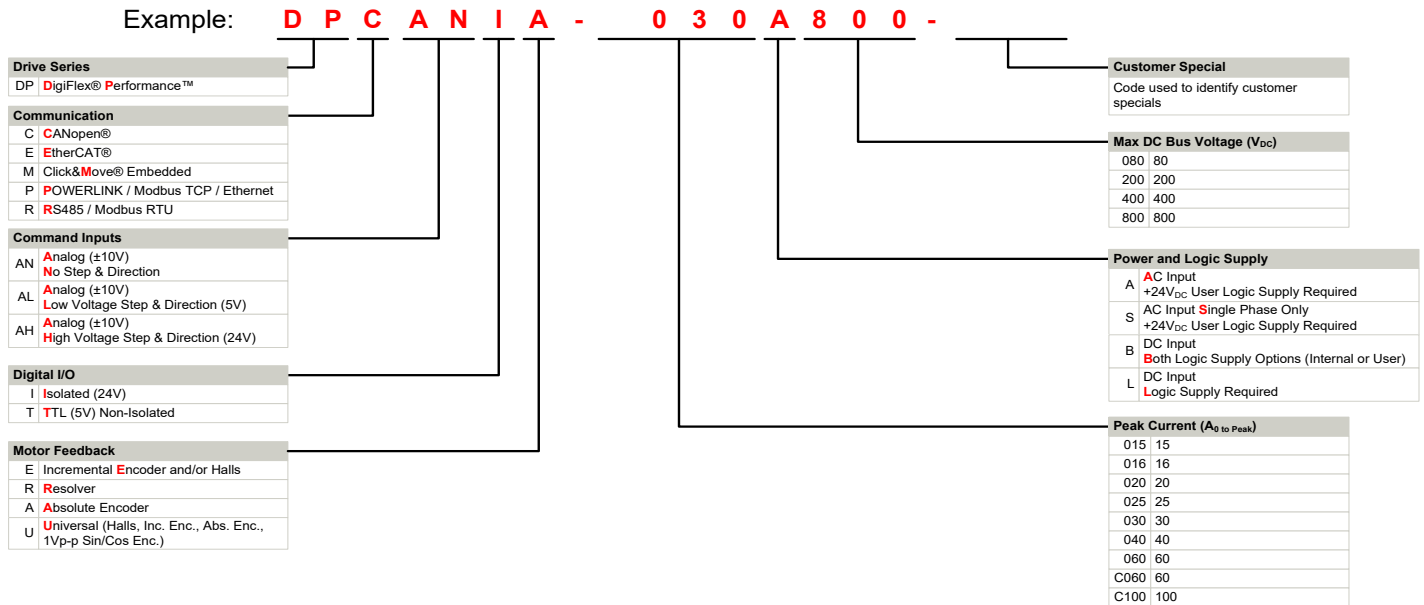 Example: D P C A N I A - 0 3 0 A 8 0 0 -
Drive Series
DP DigiFlex® Performance™
Communication
C CANopen®
E EtherCAT®
M Click&Move® Embedded
P POWERLINK / Modbus TCP / Ethernet
R RS485 / Modbus RTU
Command Inputs
AN Analog (±10V)
No Step & Direction
AL Analog (±10V)
Low Voltage Step & Direction (5V)
AH Analog (±10V)
High Voltage Step & Direction (24V)
Digital I/O
I Isolated (24V)
T TTL (5V) Non-Isolated
Motor Feedback
E Incremental Encoder and/or Halls
R Resolver
A Absolute Encoder
U Universal (Halls, Inc. Enc., Abs. Enc.,
1Vp-p Sin/Cos Enc.)
Customer Special
Code used to identify customer
specials
Max DC Bus Voltage (VDC)
080 80
200 200
400 400
800 800
Power and Logic Supply
A AC Input
+24VDC User Logic Supply Required
S AC Input Single Phase Only
+24VDC User Logic Supply Required
B DC Input
Both Logic Supply Options (Internal or User)
L DC Input
Logic Supply Required
Peak Current (A0 to Peak)
015 15
016 16
020 20
025 25
030 30
040 40
060 60
C060 60
C100 100